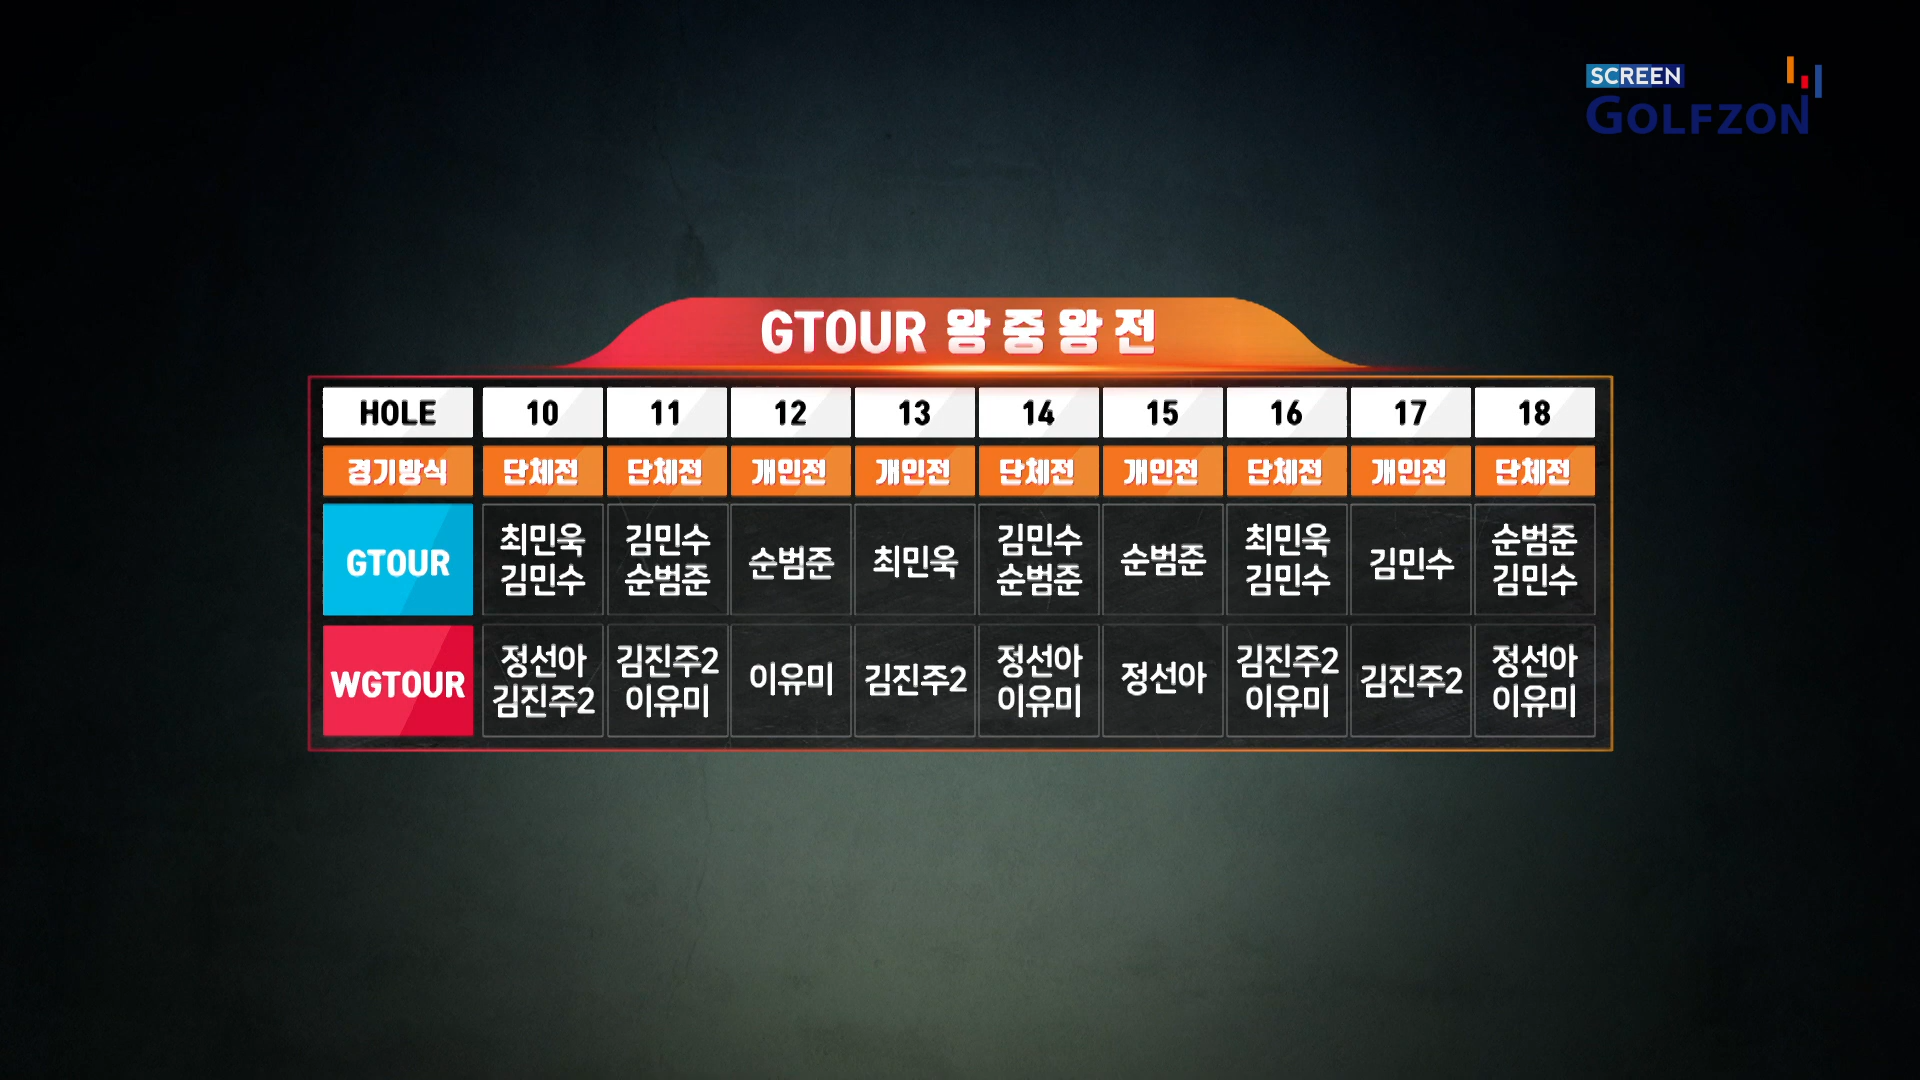 SCREEN
GOLFZON
GTOUR 왕중왕전
HOLE 10 11 12 13 14 15 16 17 18
경기방식 단체전 단체전 개인전 개인전 단체전 개인전 단체전 개인전 단체전
GTOUR
최민욱
김민수
김민수
순범준
순범준
최민욱
김민수
순범준
순범준
최민욱
김민수
김민수
순범준
김민수
WGTOUR
정선아
김진주2
김진주2
이유미
이유미
김진주2
정선아
이유미
정선아
김진주2
이유미
김진주2
정선아
이유미